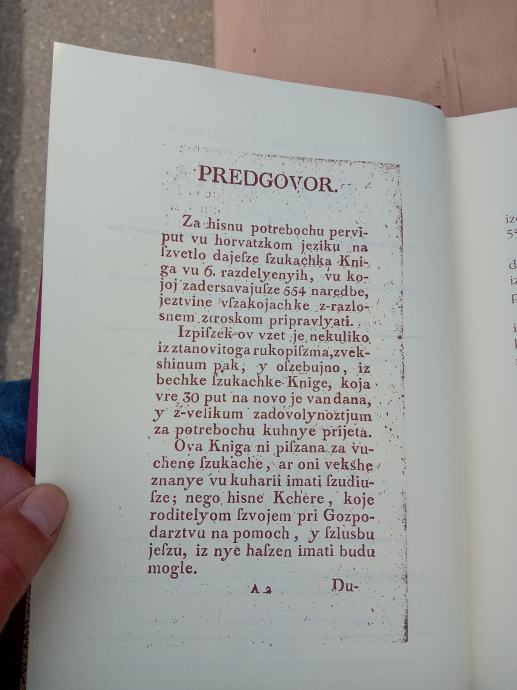 PREDGOVOR.
Za hisnu potrebochu pervi-
put vu horvatzkom jeziku na
ſzvetlo dajeſze ſzukachka Kni-
ga vu 6. razdelyenyih, vu ko-
joj zadersavajuſze 554 naredbe,
jeztvine vſzakojachke z-razlo-
snem ztroskom pripravlyati.
Izpiſzek ov vzet je nekuliko
iz ztanovitoga rukopiſzma, zvek-
shinum pak, y oſzebujno, iz
bechke ſzukachke Knige, koja
vre 30 put na novo je van dana,
y z-velikum zadovolynoztjum
za potrebochu kuhnye prijeta.
Ova Kniga ni piſzana za vu-
chene ſzukache, ar oni vekshe
znanye vu kuharii imati ſzudiu-
ſze; nego hisne Kchere, koje
roditelyom ſzvojem pri Gozpo-
darztvu na pomoch, y ſzlusbu
jeſzu, iz nye haſzen imati budu
mogle.
A 2 Du-